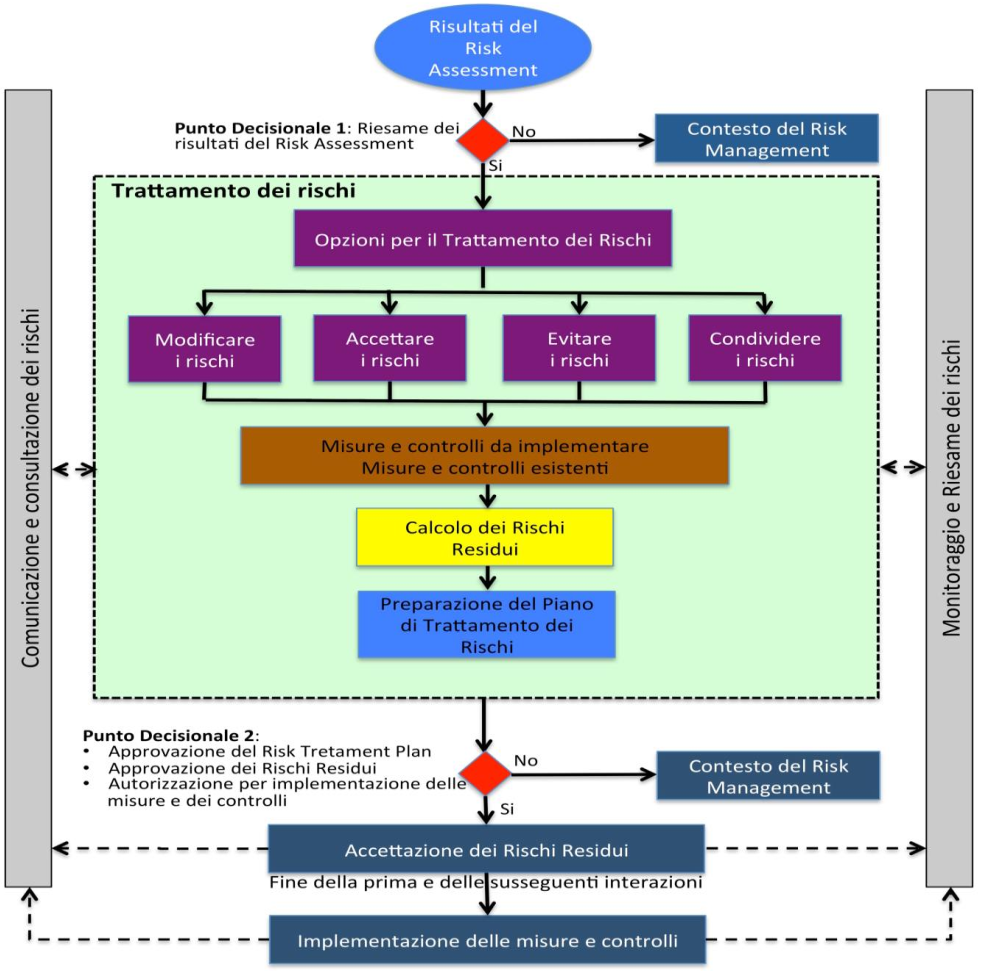 Risultati del
Risk
Assessment
Punto Decisionale 1: Riesame dei
risultati del Risk Assessment
No
Contesto del Risk
Management
Si
Trattamento dei rischi
Opzioni per il Trattamento dei Rischi
Modificare
i rischi
Accettare
i rischi
Evitare
i rischi
Condividere
i rischi
Comunicazione e consultazione dei rischi
Monitoraggio e Riesame dei rischi
Misure e controlli da implementare
Misure e controlli esistenti
Calcolo dei Rischi
Residui
Preparazione del Piano
di Trattamento dei
Rischi
Punto Decisionale 2:
• Approvazione del Risk Tretament Plan
• Approvazione dei Rischi Residui
• Autorizzazione per implementazione delle
misure e dei controlli
No
Contesto del Risk
Management
Si
Accettazione dei Rischi Residui
Fine della prima e delle susseguenti interazioni
Implementazione delle misure e controlli